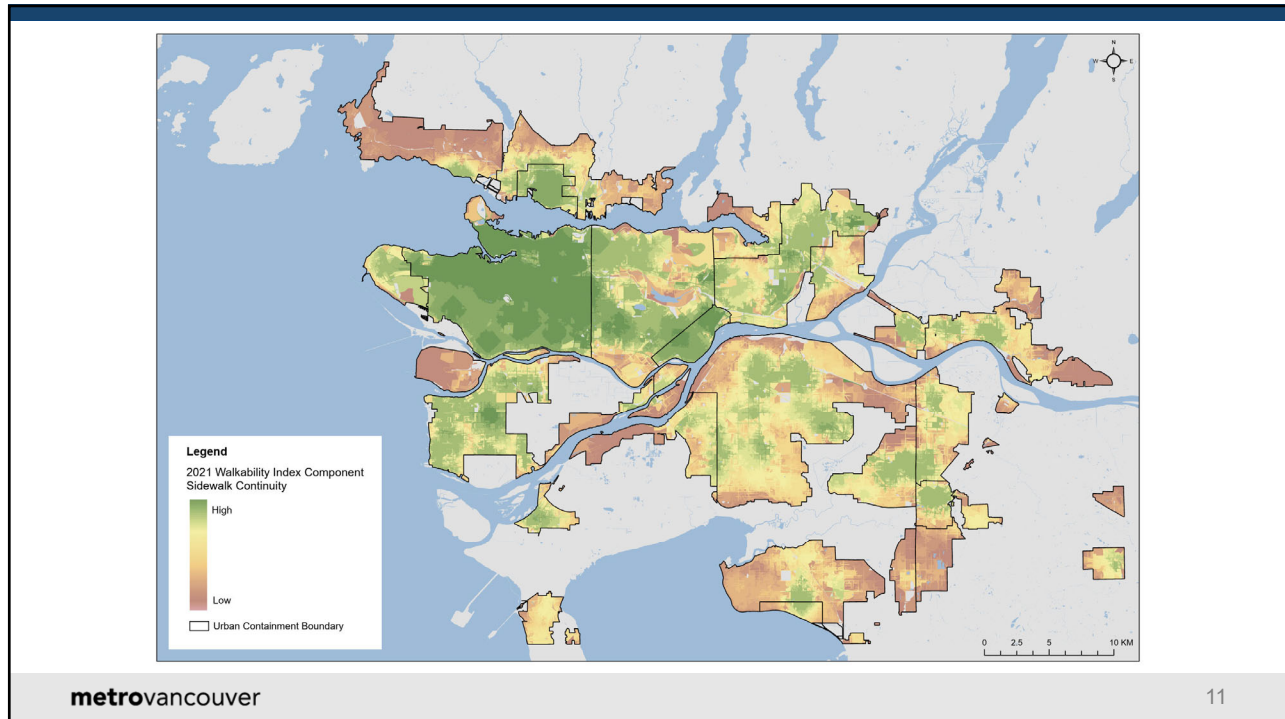 N
W E
S
Legend
2021 Walkability Index Component
Sidewalk Continuity
High
Low
Urban Containment Boundary
0 2.5 5 10 KM
metrovancouver
11